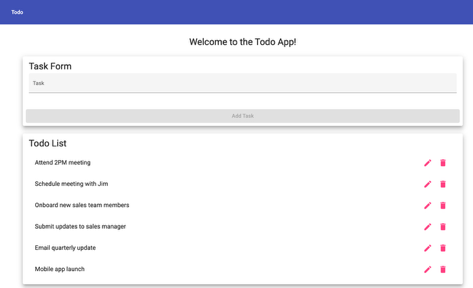 Todo
Welcome to the Todo App!
Task Form
Task
Add Task
Todo List
Attend 2PM meeting
Schedule meeting with Jim
Onboard new sales team members
Submit updates to sales manager
Email quarterly update
Mobile app launch